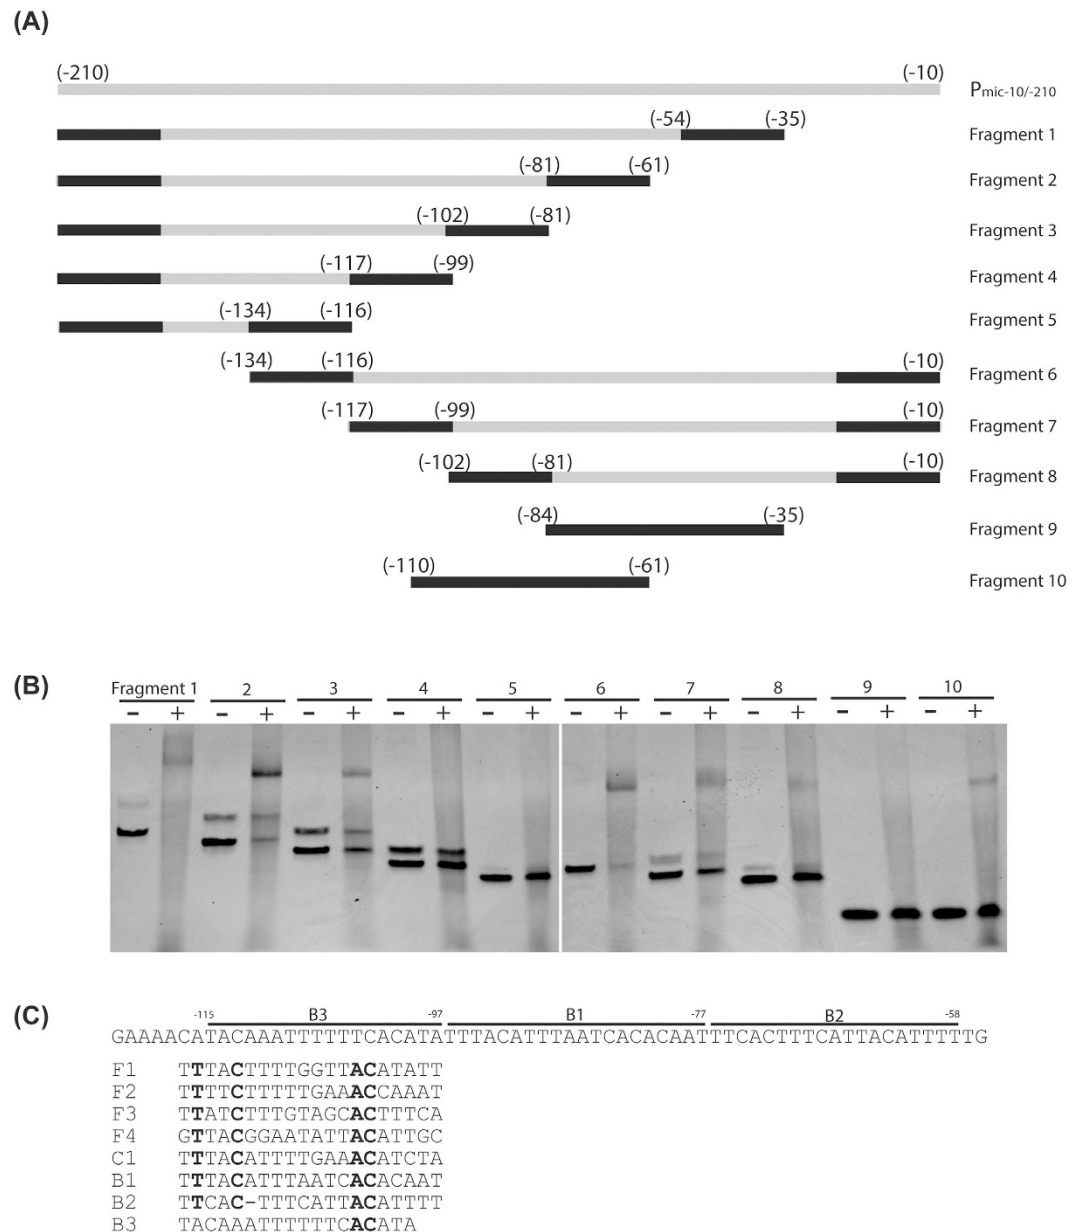 (A)
(-210) (-10) Pmic-10/-210
(-54) (-35) Fragment 1
(-81) (-61) Fragment 2
(-102) (-81) Fragment 3
(-117) (-99) Fragment 4
(-134) (-116) Fragment 5
(-134) (-116) (-10) Fragment 6
(-117) (-99) (-10) Fragment 7
(-102) (-81) (-10) Fragment 8
(-84) (-35) Fragment 9
(-110) (-61) Fragment 10
(B)
Fragment 1 2 3 4 5 6 7 8 9 10
- + - + - + - + - + - + - + - + - + - +
(C)
-115 B3 -97 B1 -77 B2 -58
GAAAACATACAAATTTTTTCACATATTTACATTTAATCACACAATTTCACTTTCATTACATTTTTG
F1 TTTACTTTTGGTTACATATT
F2 TTTTCTTTTTGAAACCAAAT
F3 TTATCTTTGTAGCACTTTCA
F4 GTTACGGAATATTACATTGC
C1 TTTACATTTTGAAACATCTA
B1 TTTACATTTAATCACACAAT
B2 TTCAC-TTTCATTACATTTT
B3 TACAAATTTTTTCACATA